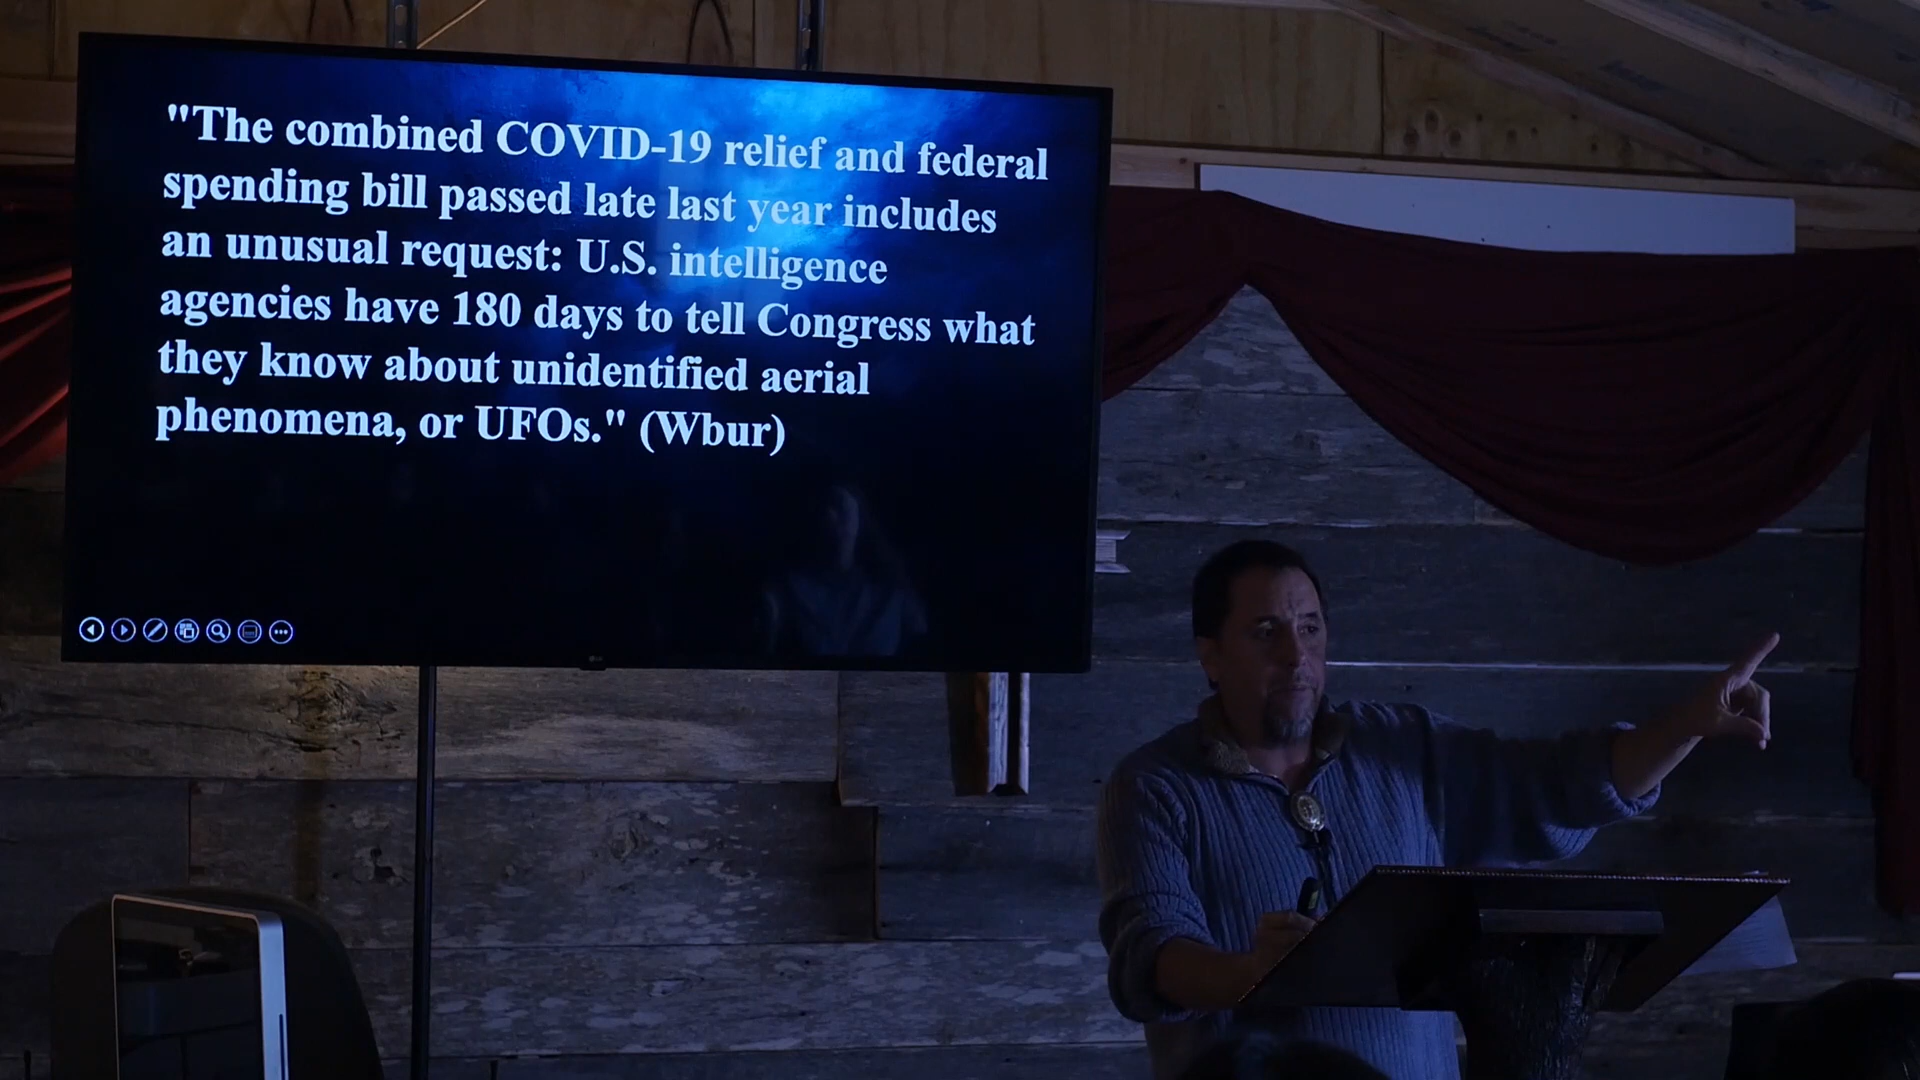 "The combined COVID-19 relief and federal
spending bill passed late last year includes
an unusual request: U.S. intelligence
agencies have 180 days to tell Congress what
they know about unidentified aerial
phenomena, or UFOs." (Wbur)